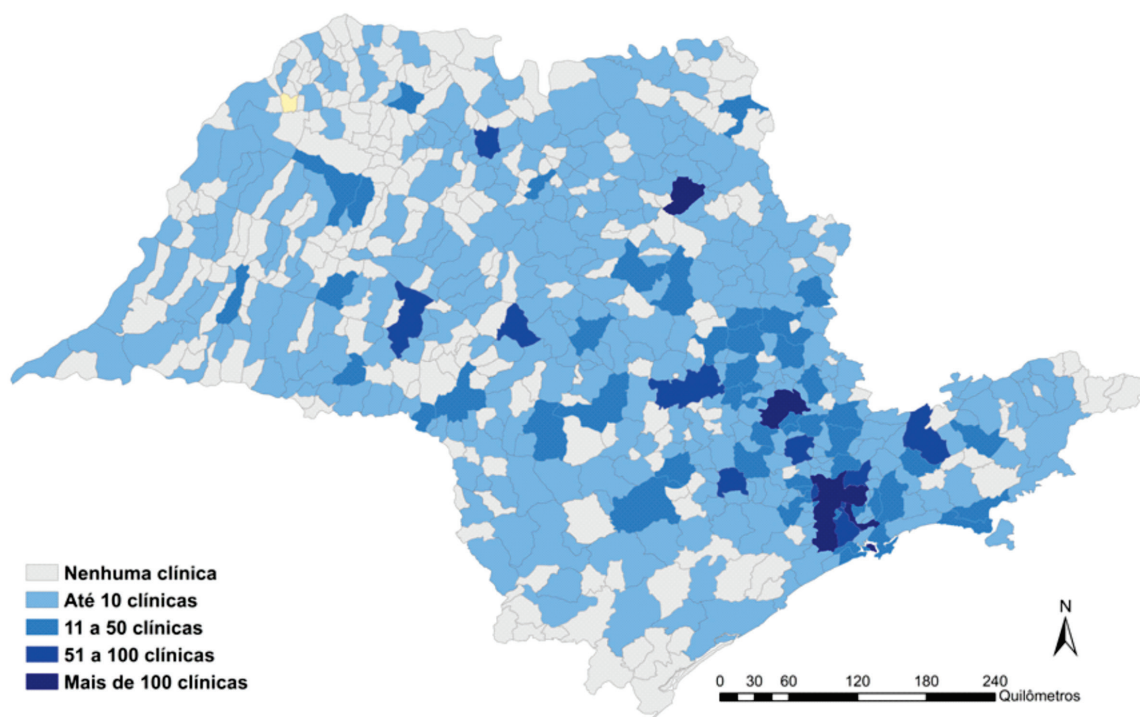 Nenhuma clínica
Até 10 clínicas
11 a 50 clínicas
51 a 100 clínicas
Mais de 100 clínicas
N
0 30 60 120 180 240
Quilômetros